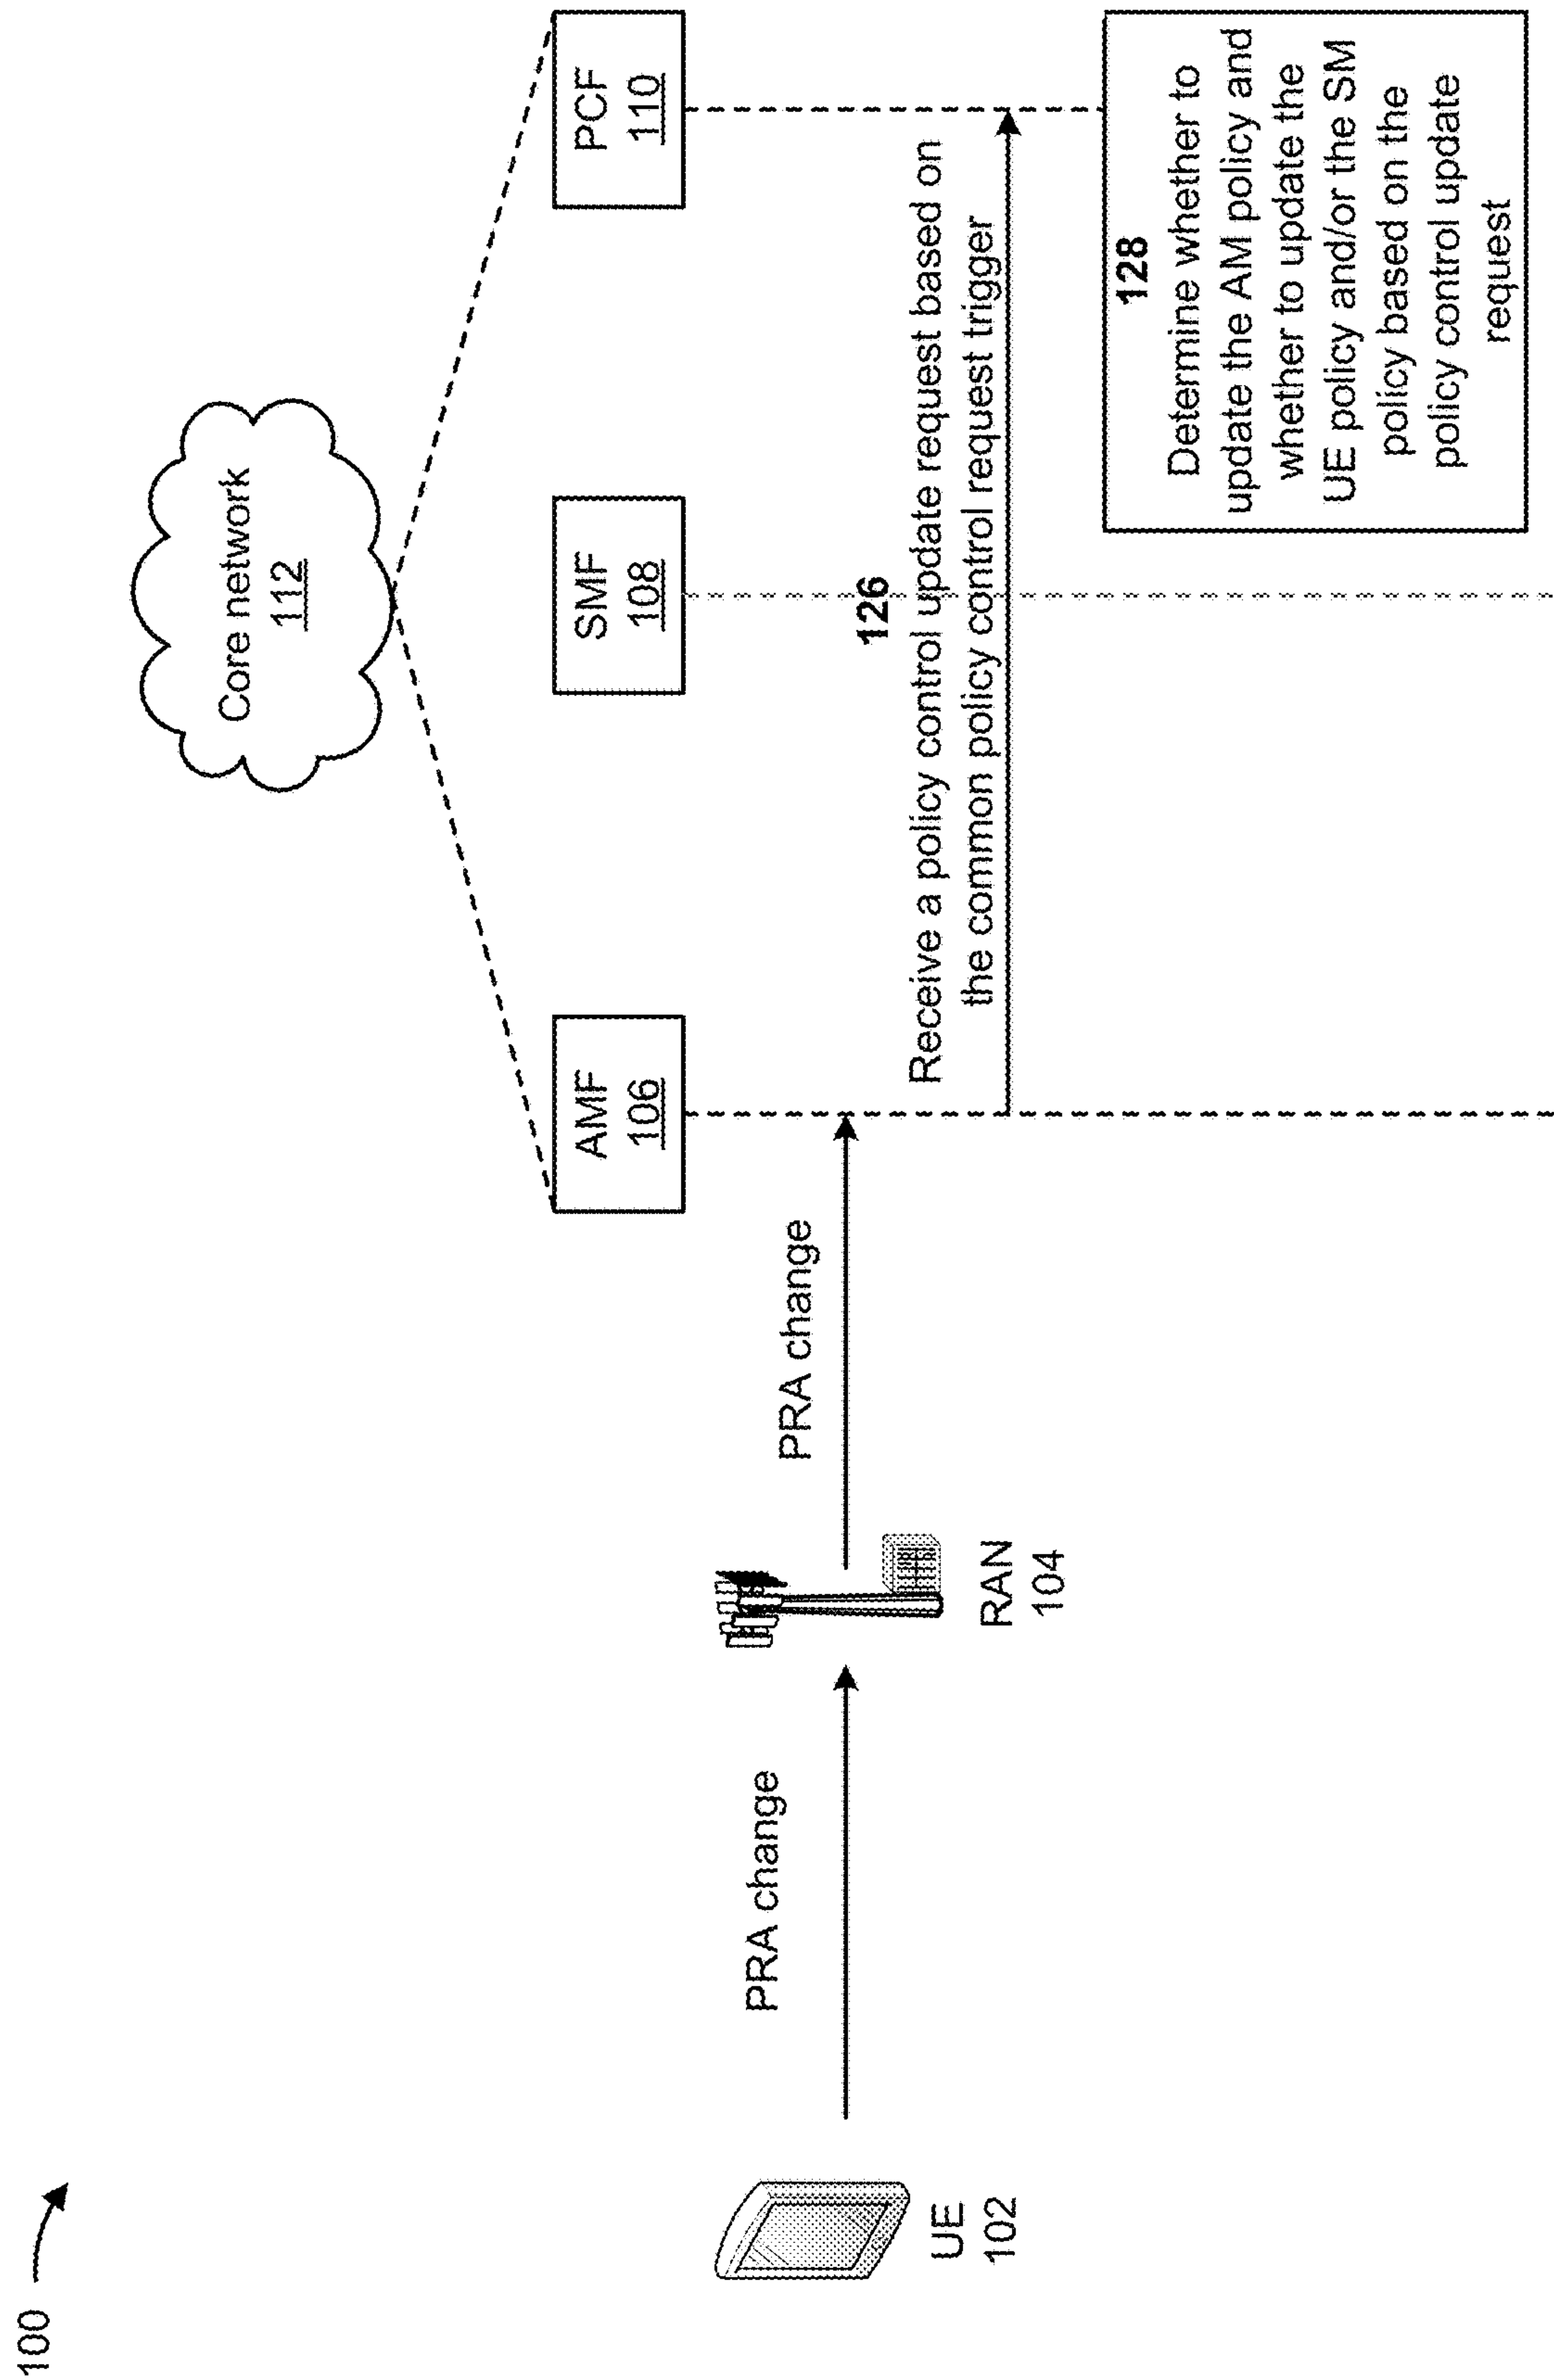 100
Core network
112
AMF
106
SMF
108
PCF
110
UE
102
PRA change
RAN
104
PRA change
126
Receive a policy control update request based on
the common policy control request trigger
128
Determine whether to
update the AM policy and
whether to update the
UE policy and/or the SM
policy based on the
policy control update
request